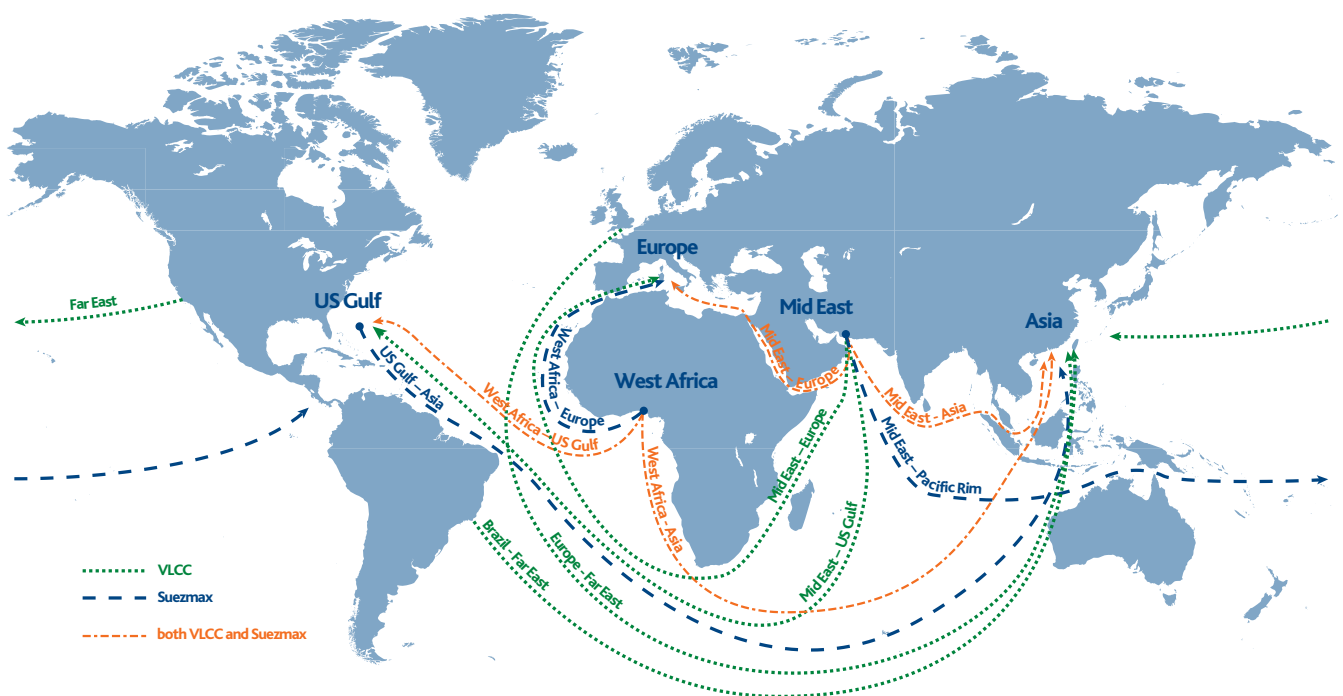 Europe
US Gulf
Far East
Mid East
Asia
West Africa
US Gulf – Asia
West Africa – Europe
West Africa - US Gulf
Mid East - Europe
Mid East - Asia
Mid East – Europe
Mid East – Pacific Rim
West Africa - Asia
Mid East – US Gulf
Brazil - Far East
Europe - Far East
VLCC
Suezmax
both VLCC and Suezmax